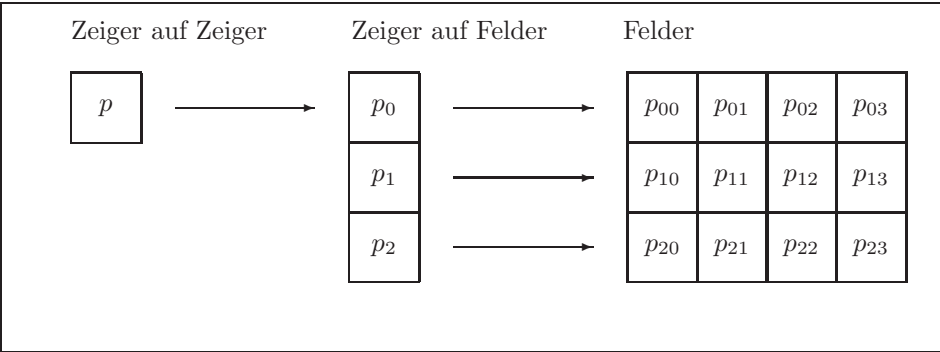 Zeiger auf Zeiger Zeiger auf Felder Felder
p p₀ p₀₀ p₀₁ p₀₂ p₀₃
p₁ p₁₀ p₁₁ p₁₂ p₁₃
p₂ p₂₀ p₂₁ p₂₂ p₂₃